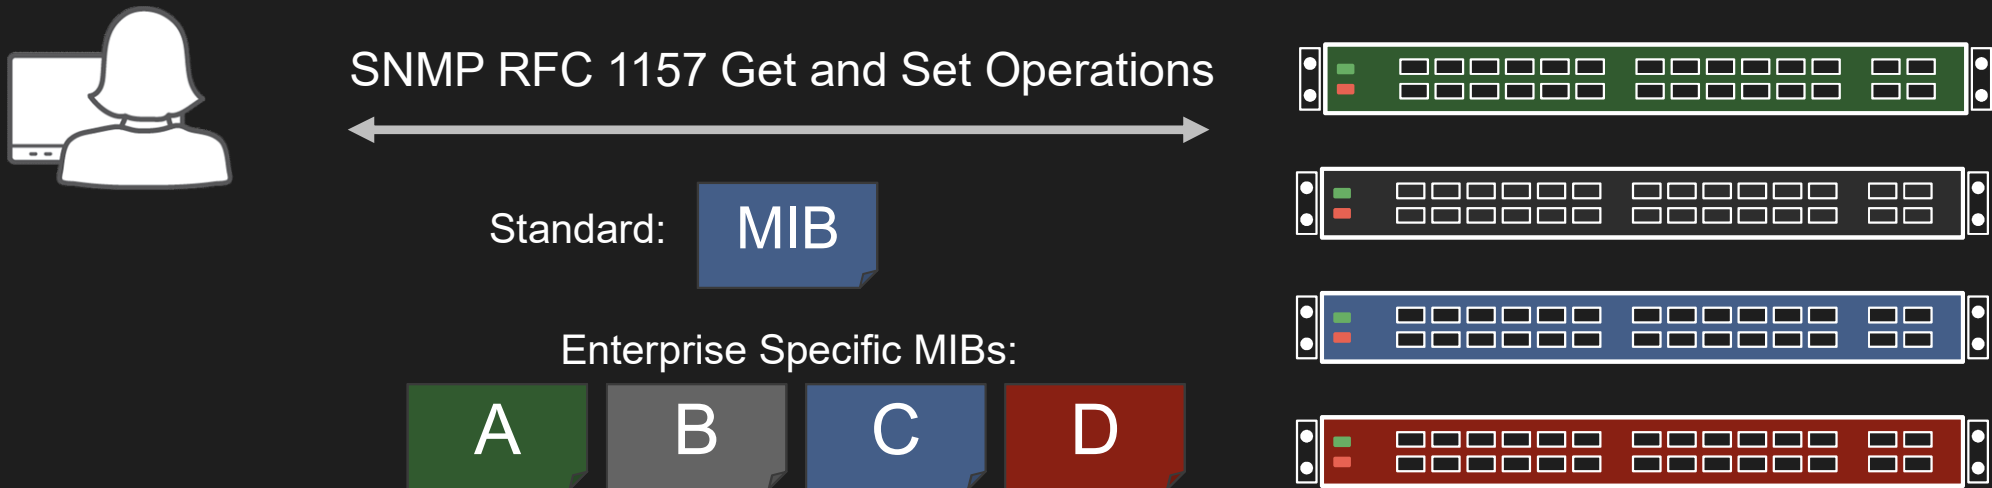 SNMP RFC 1157 Get and Set Operations
Standard:
MIB
Enterprise Specific MIBs:
A
B
C
D